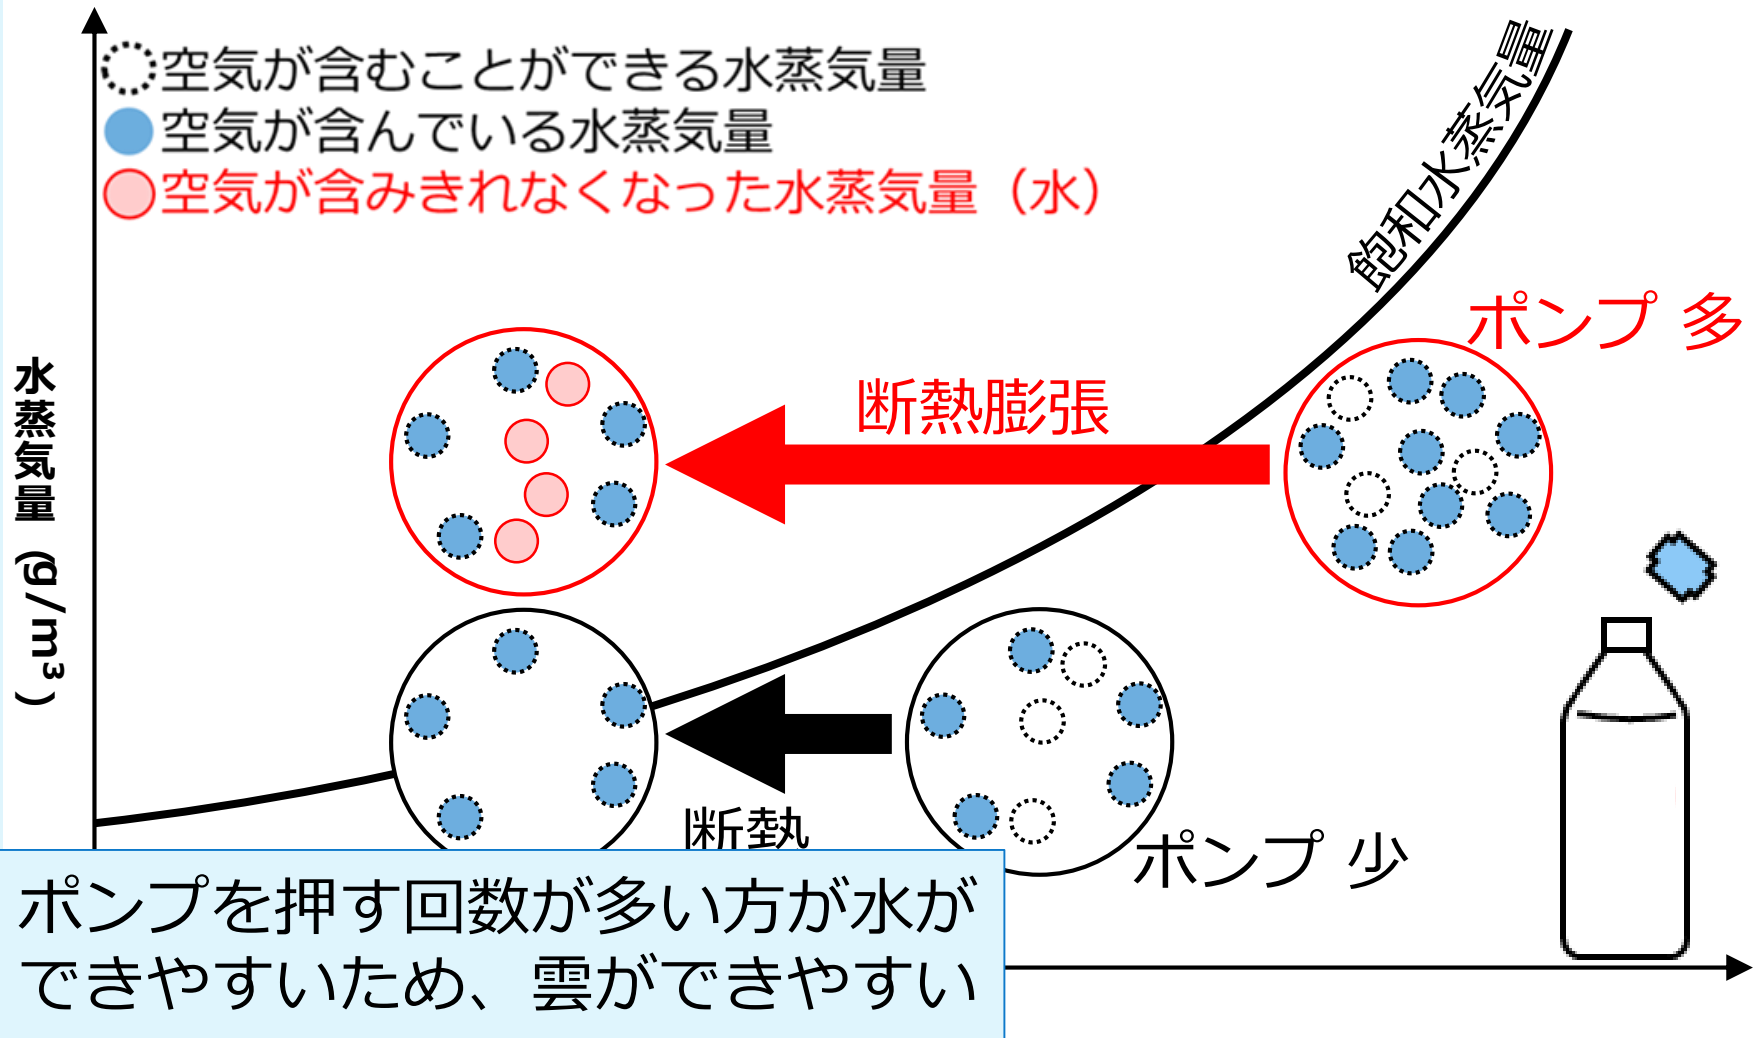 空気が含むことができる水蒸気量
空気が含んでいる水蒸気量
空気が含みきれなくなった水蒸気量（水）
飽和水蒸気量
ポンプ 多
断熱膨張
水蒸気量（g/m³）
断熱
ポンプ 少
ポンプを押す回数が多い方が水が
できやすいため、雲ができやすい